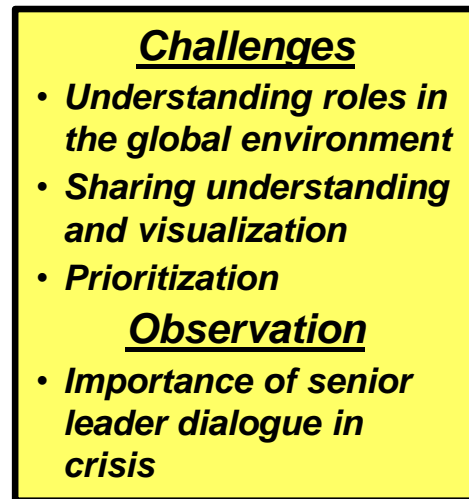 Challenges
• Understanding roles in
the global environment
• Sharing understanding
and visualization
• Prioritization
Observation
• Importance of senior
leader dialogue in
crisis